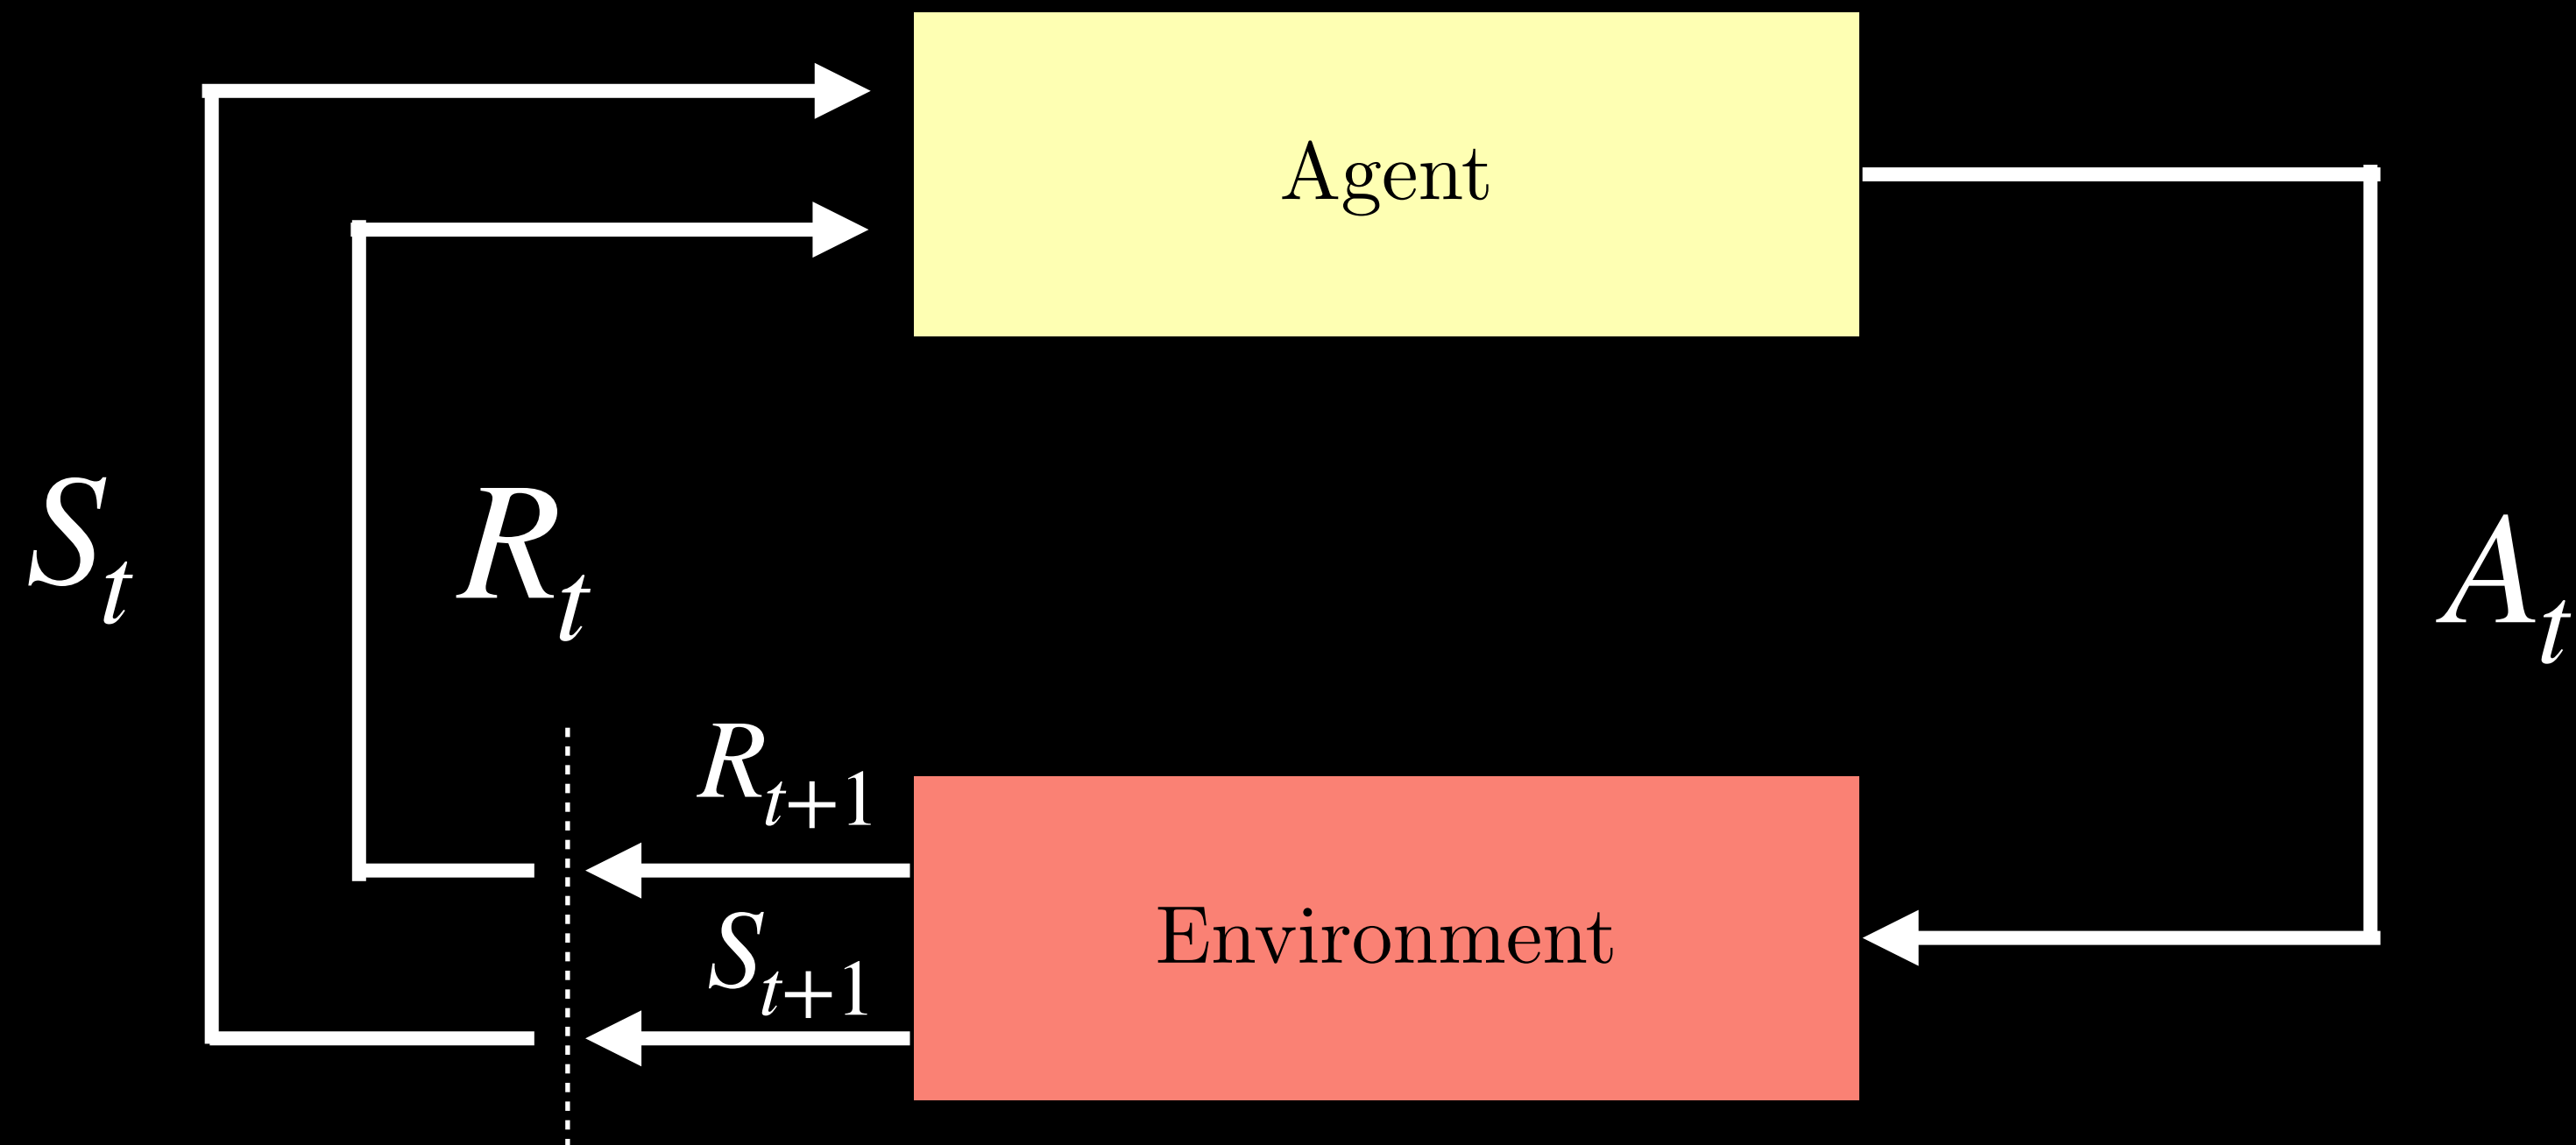 Agent
S_t
R_t
A_t
R_{t+1}
Environment
S_{t+1}